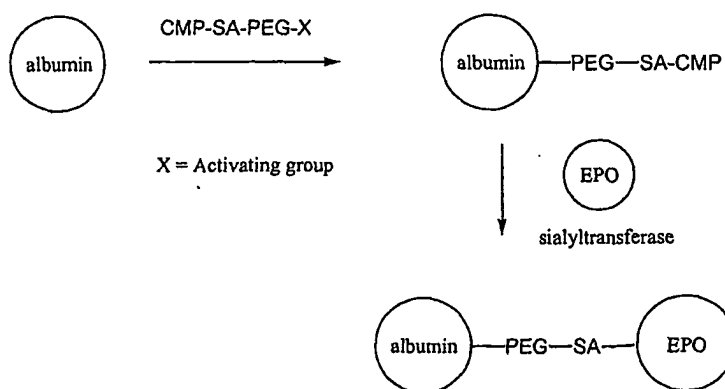 CMP-SA-PEG-X
albumin
albumin—PEG—SA-CMP
X = Activating group
EPO
sialyltransferase
albumin—PEG—SA—EPO